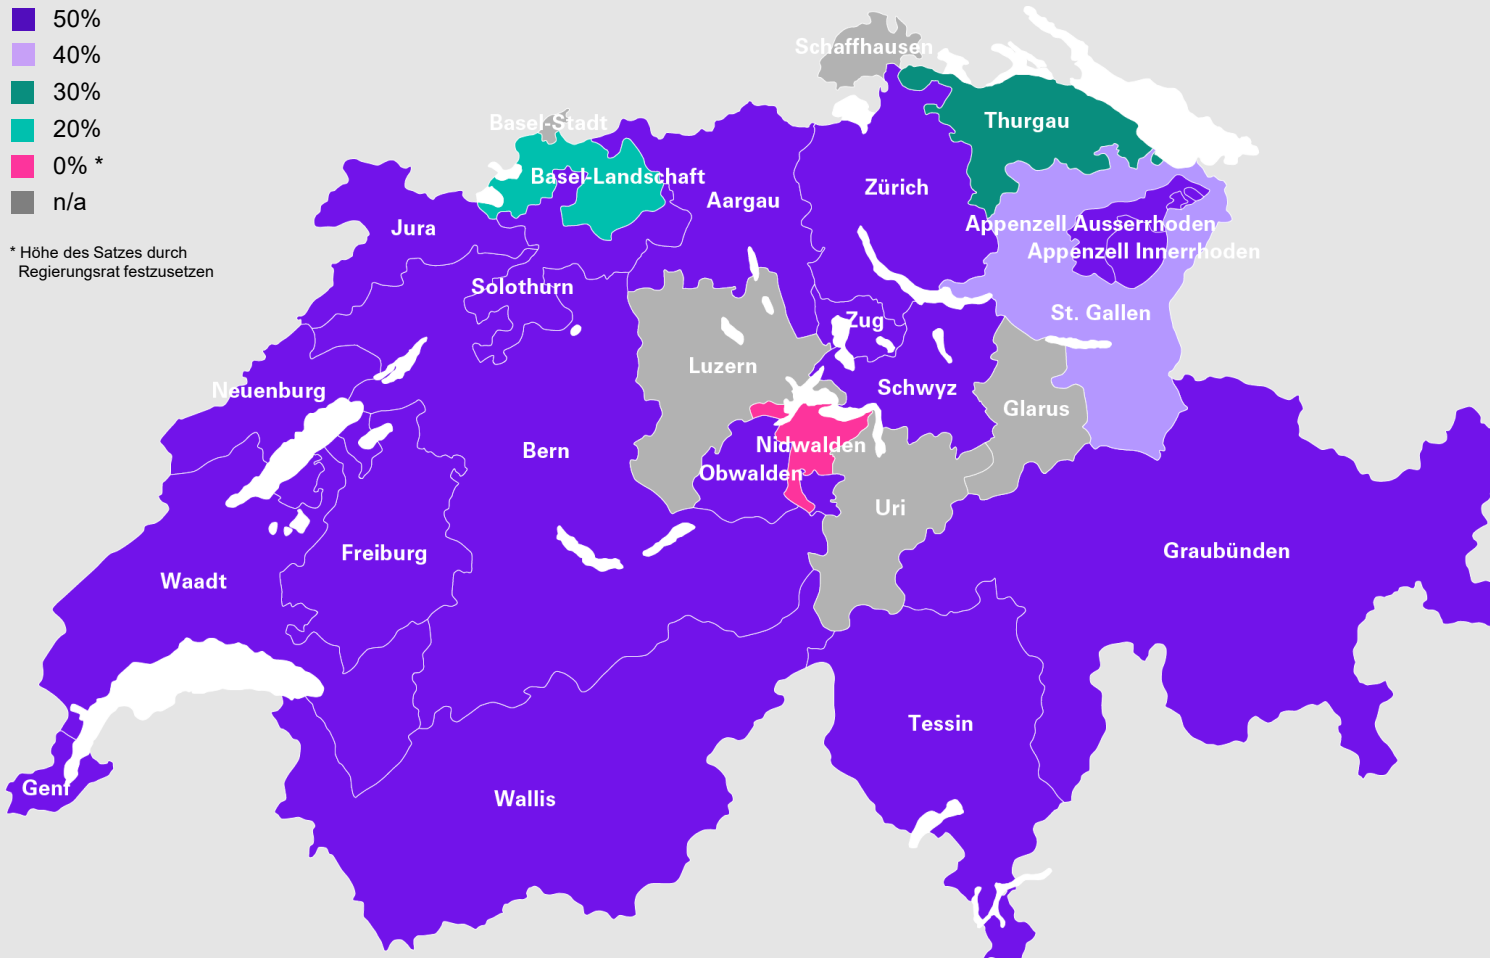 50%
40%
30%
20%
0% *
n/a
* Höhe des Satzes durch
Regierungsrat festzusetzen
Schaffhausen
Basel-Stadt
Thurgau
Basel-Landschaft
Zürich
Aargau
Jura
Appenzell Ausserrhoden
Appenzell Innerrhoden
Solothurn
St. Gallen
Zug
Luzern
Neuenburg
Schwyz
Glarus
Bern
Nidwalden
Obwalden
Uri
Freiburg
Graubünden
Waadt
Tessin
Genf
Wallis